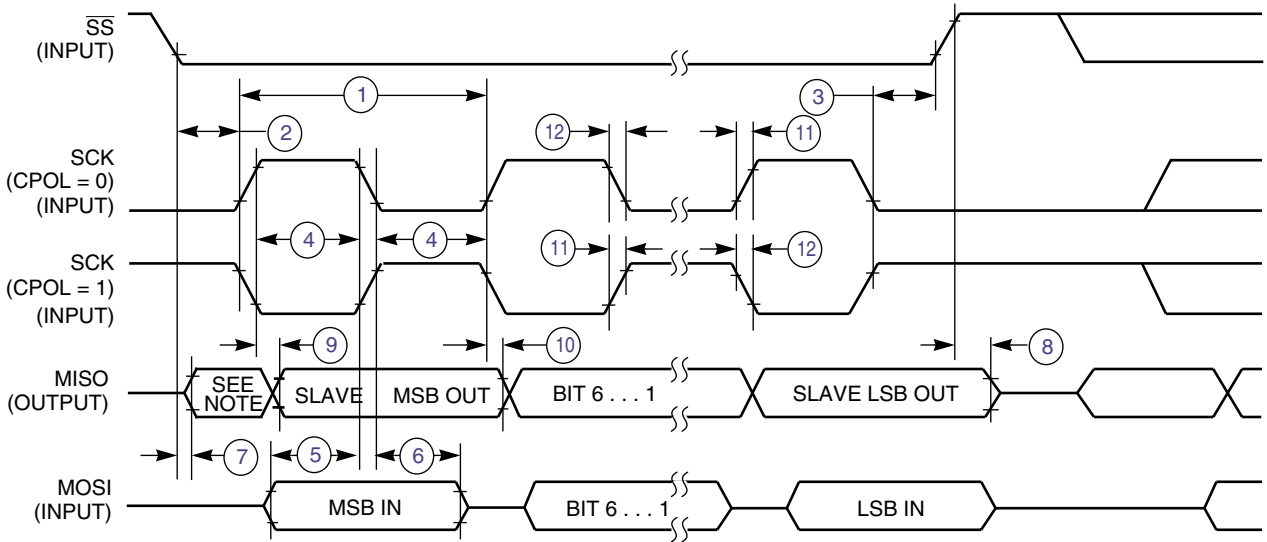 SS
(INPUT)
1
3
2
12
11
SCK
(CPOL = 0)
(INPUT)
4
4
11
12
SCK
(CPOL = 1)
(INPUT)
9
10
8
MISO
(OUTPUT)
SEE
NOTE
SLAVE
MSB OUT
BIT 6 . . . 1
SLAVE LSB OUT
7
5
6
MOSI
(INPUT)
MSB IN
BIT 6 . . . 1
LSB IN